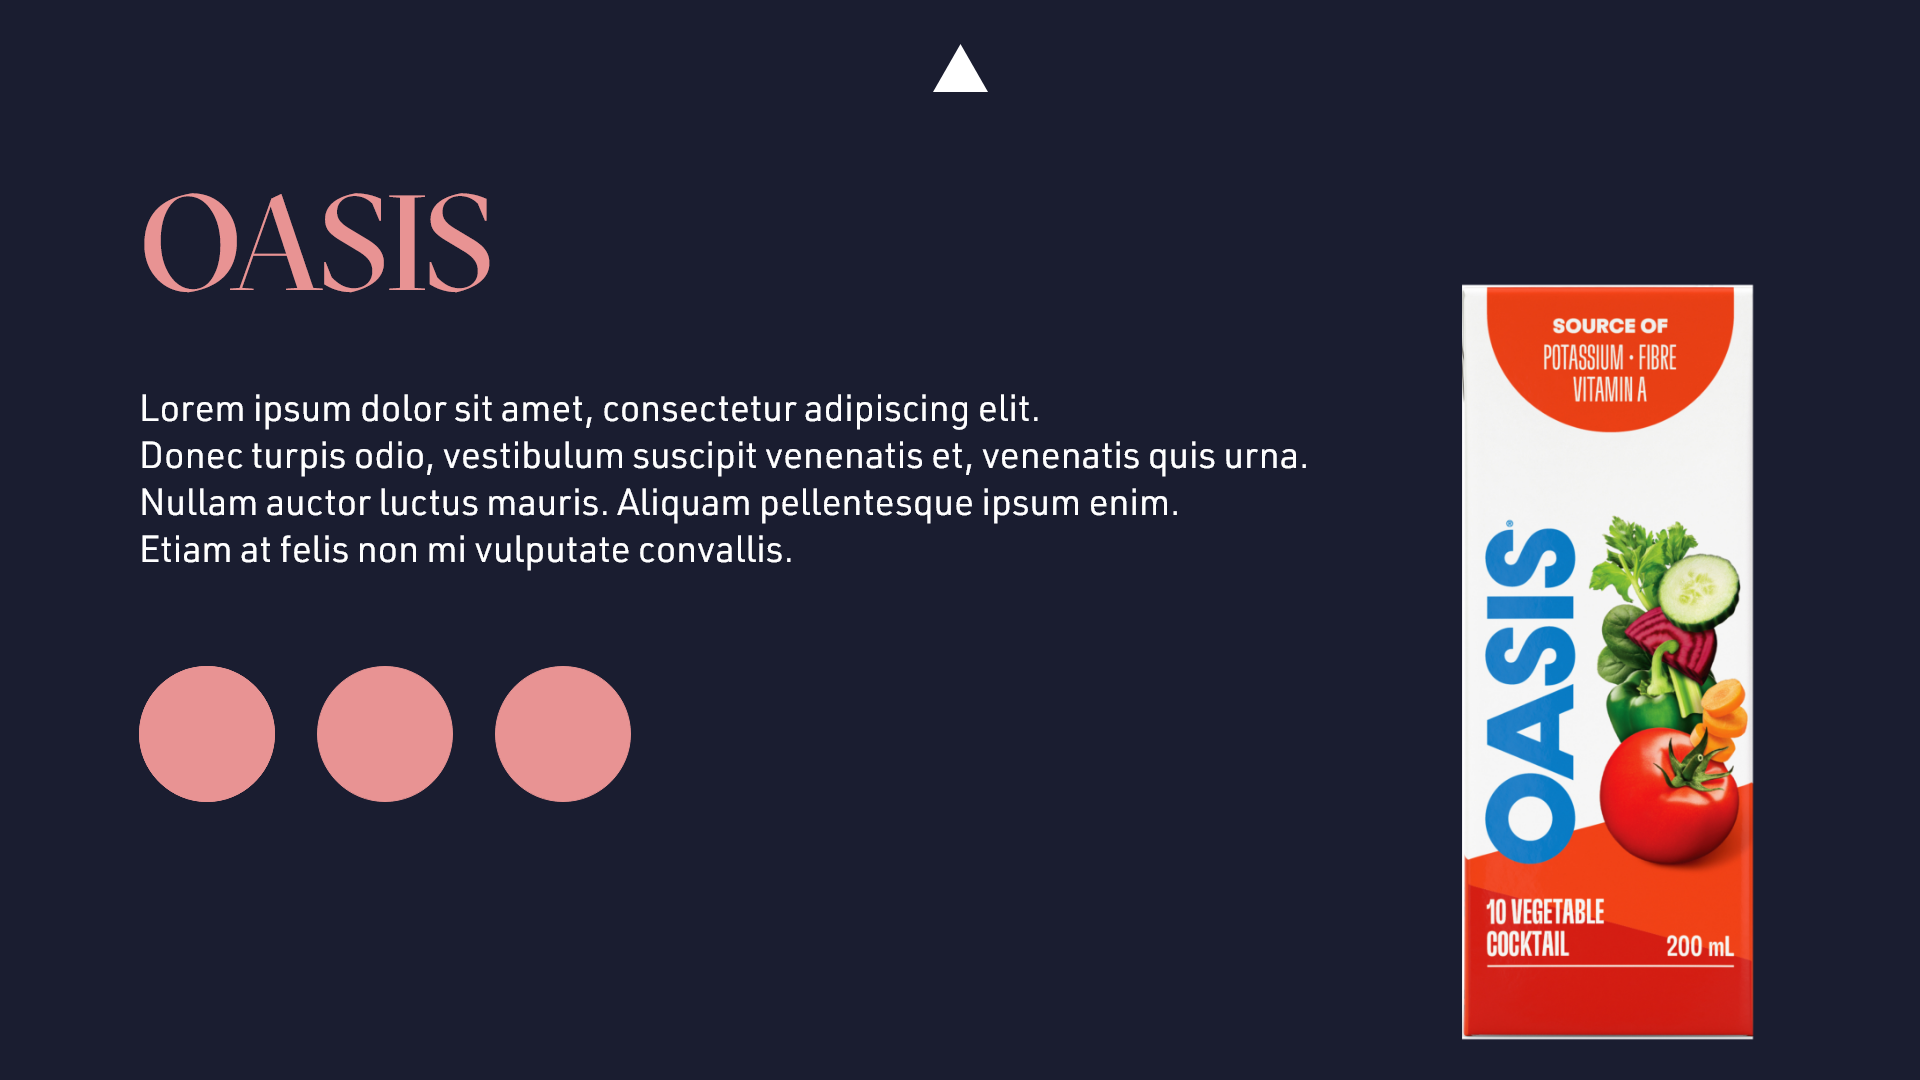 OASIS
Lorem ipsum dolor sit amet, consectetur adipiscing elit.
Donec turpis odio, vestibulum suscipit venenatis et, venenatis quis urna.
Nullam auctor luctus mauris. Aliquam pellentesque ipsum enim.
Etiam at felis non mi vulputate convallis.
SOURCE OF
POTASSIUM · FIBRE
VITAMIN A
OASIS®
10 VEGETABLE
COCKTAIL
200 mL